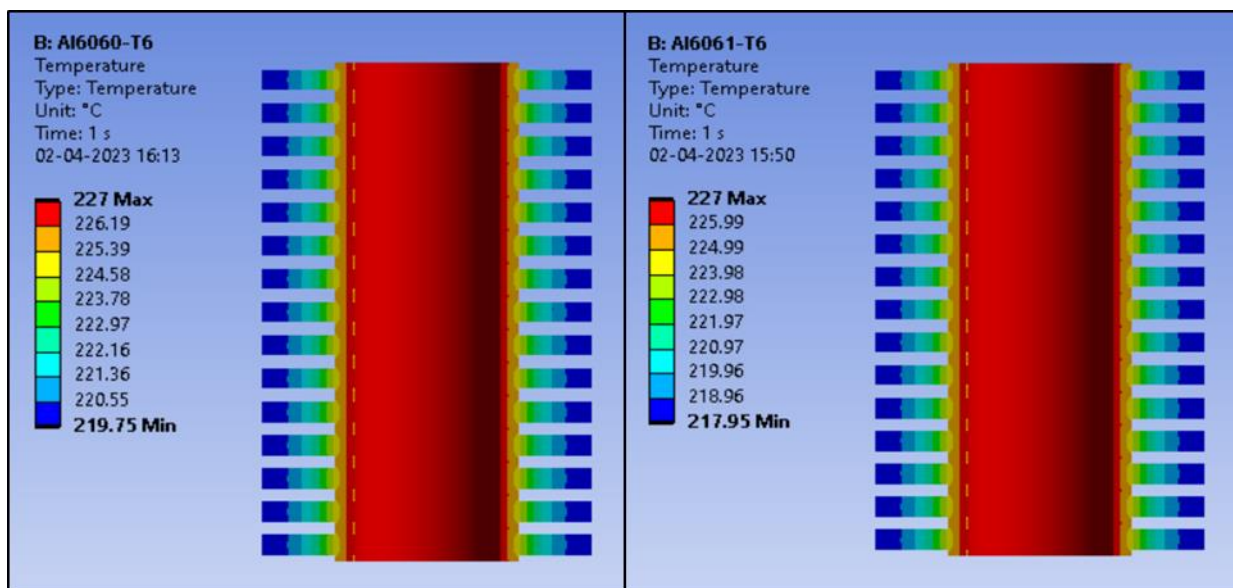 B: Al6060-T6
Temperature
Type: Temperature
Unit: °C
Time: 1 s
02-04-2023 16:13
227 Max
226.19
225.39
224.58
223.78
222.97
222.16
221.36
220.55
219.75 Min
B: Al6061-T6
Temperature
Type: Temperature
Unit: °C
Time: 1 s
02-04-2023 15:50
227 Max
225.99
224.99
223.98
222.98
221.97
220.97
219.96
218.96
217.95 Min